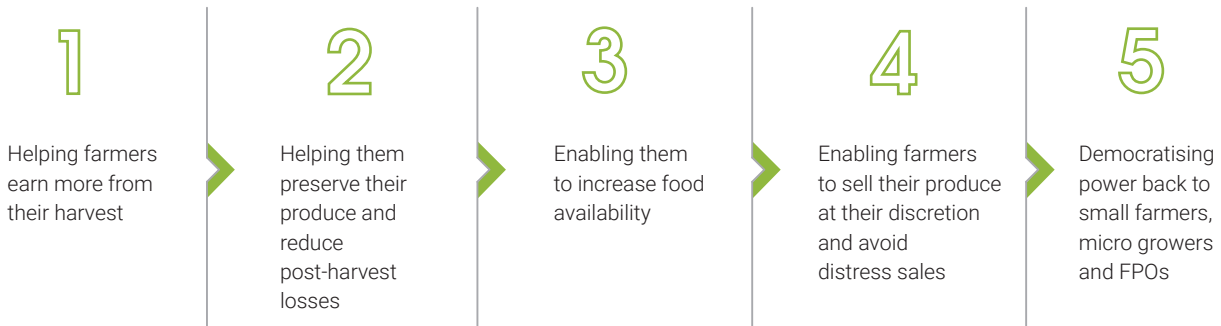 1
Helping farmers
earn more from
their harvest
2
Helping them
preserve their
produce and
reduce
post-harvest
losses
3
Enabling them
to increase food
availability
4
Enabling farmers
to sell their produce
at their discretion
and avoid
distress sales
5
Democratising
power back to
small farmers,
micro growers
and FPOs